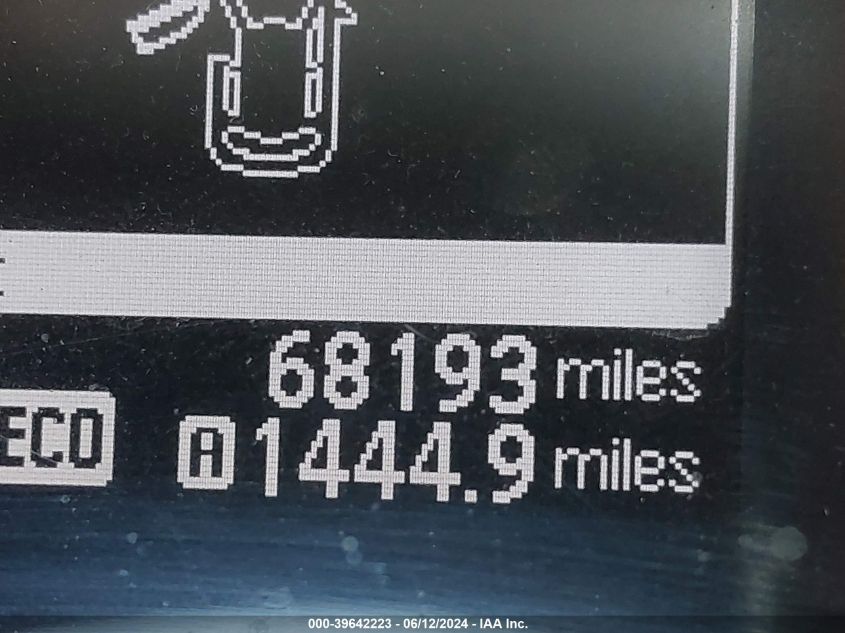 68193 miles
ECO
A 1444.9 miles
000-39642223 - 06/12/2024 - IAA Inc.